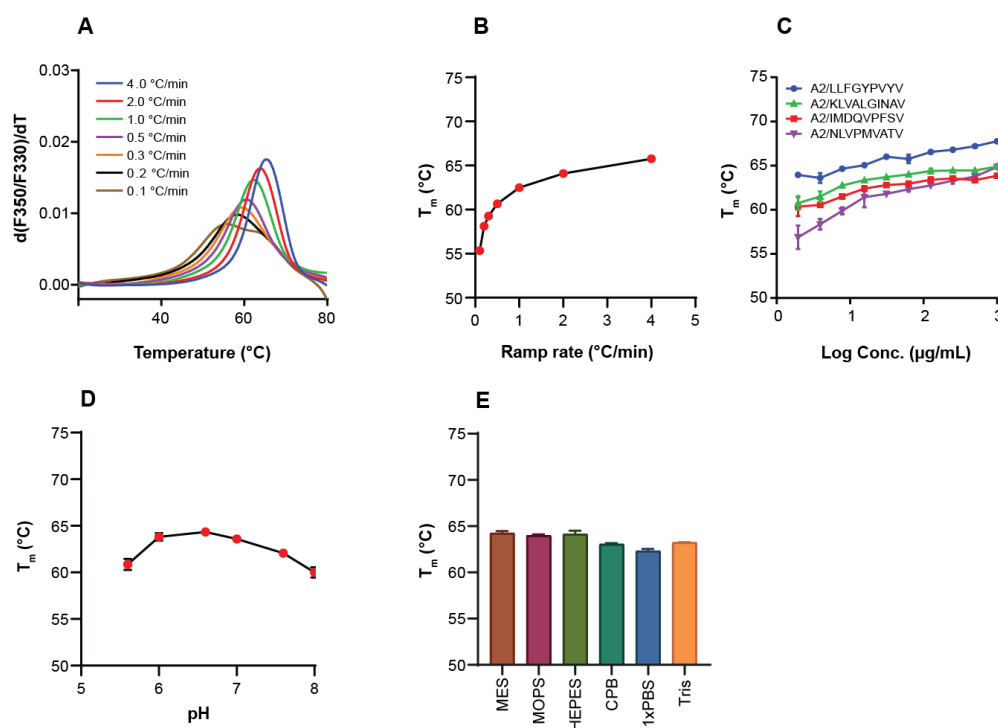 A
d(F350/F330)/dT
0.03
0.02
0.01
0.00
4.0 °C/min
2.0 °C/min
1.0 °C/min
0.5 °C/min
0.3 °C/min
0.2 °C/min
0.1 °C/min
40
60
80
Temperature (°C)
B
Tm (°C)
75
70
65
60
55
50
0
1
2
3
4
5
Ramp rate (°C/min)
C
Tm (°C)
75
70
65
60
55
50
A2/LLFGYPVYV
A2/KLVALGINAV
A2/IMDQVPFSV
A2/NLVPMVATV
0
1
2
3
Log Conc. (µg/mL)
D
Tm (°C)
75
70
65
60
55
50
5
6
7
8
pH
E
Tm (°C)
75
70
65
60
55
50
MES
MOPS
HEPES
CPB
1xPBS
Tris